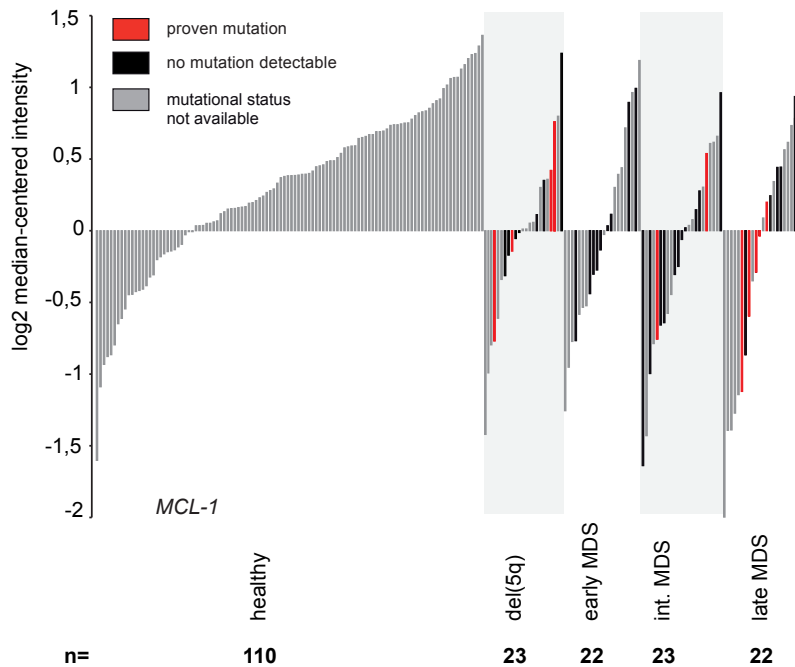 1,5
1
0.5
0
-0.5
-1
-1,5
-2
log2 median-centered intensity
proven mutation
no mutation detectable
mutational status
not available
MCL-1
healthy
del(5q)
early MDS
int. MDS
late MDS
n= 110 23 22 23 22